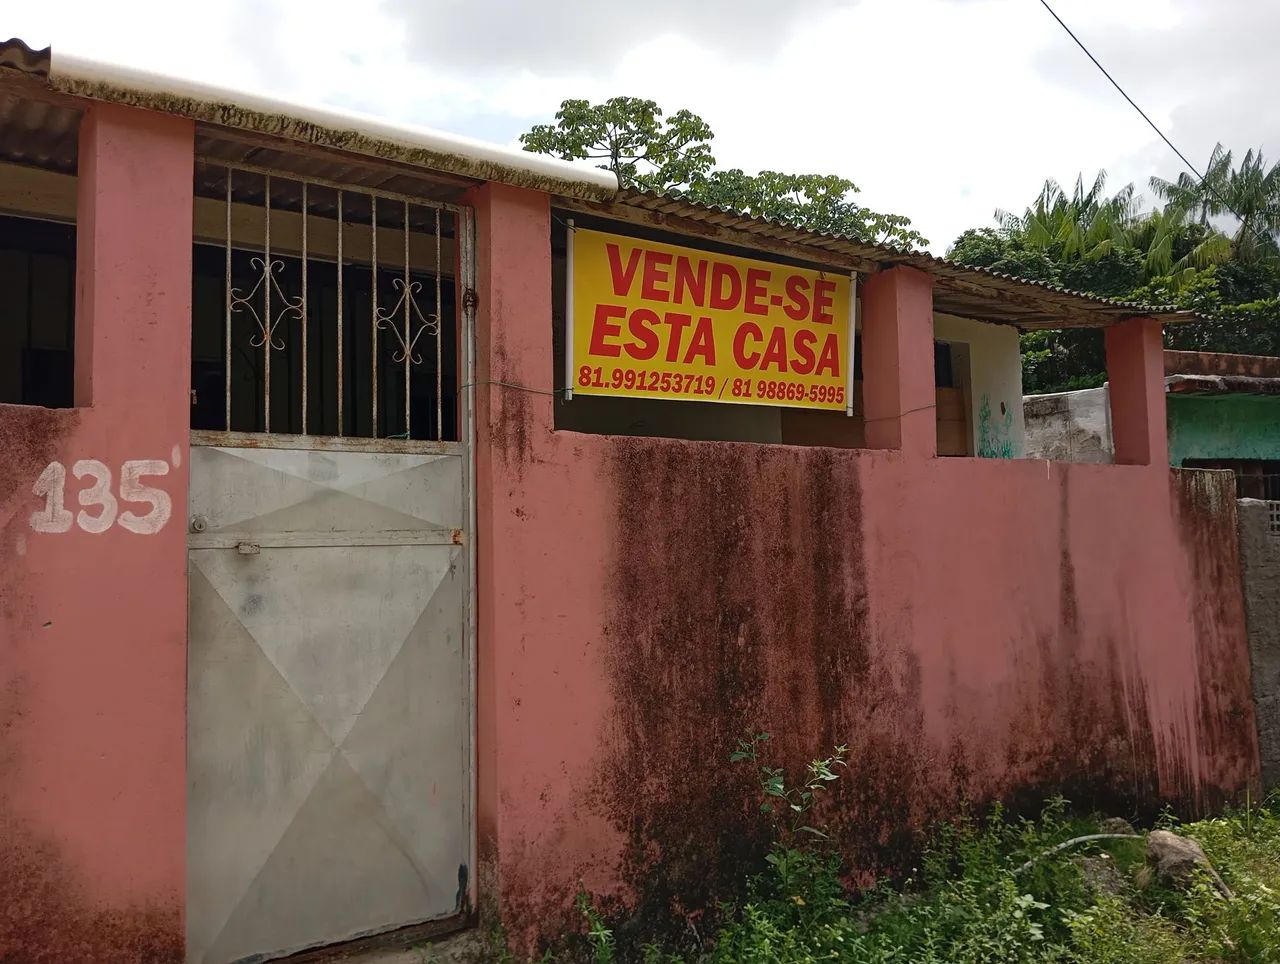 VENDE-SE
ESTA CASA
81.991253719 / 81 98869-5995
135